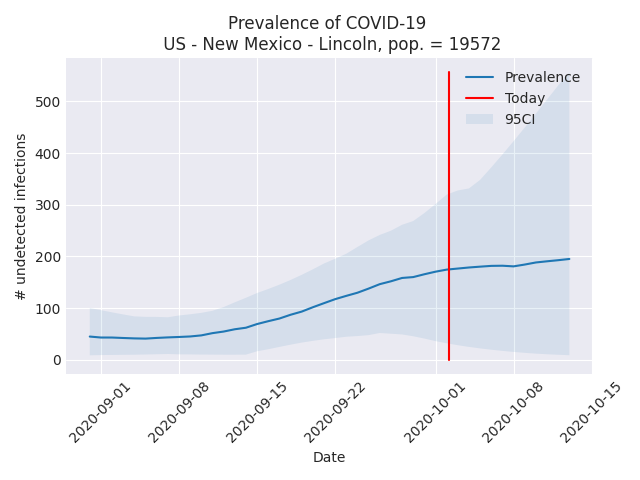 Prevalence of COVID-19
US - New Mexico - Lincoln, pop. = 19572
Prevalence
Today
95CI
# undetected infections
500
400
300
200
100
0
2020-09-01
2020-09-08
2020-09-15
2020-09-22
2020-10-01
2020-10-08
2020-10-15
Date